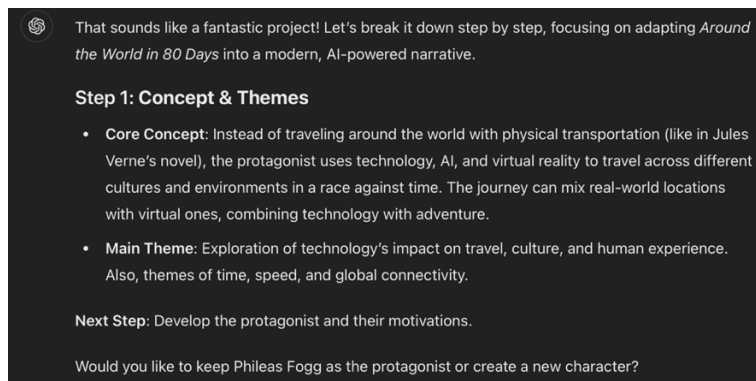 That sounds like a fantastic project! Let's break it down step by step, focusing on adapting Around
the World in 80 Days into a modern, AI-powered narrative.
Step 1: Concept & Themes
• Core Concept: Instead of traveling around the world with physical transportation (like in Jules
Verne's novel), the protagonist uses technology, AI, and virtual reality to travel across different
cultures and environments in a race against time. The journey can mix real-world locations
with virtual ones, combining technology with adventure.
• Main Theme: Exploration of technology's impact on travel, culture, and human experience.
Also, themes of time, speed, and global connectivity.
Next Step: Develop the protagonist and their motivations.
Would you like to keep Phileas Fogg as the protagonist or create a new character?